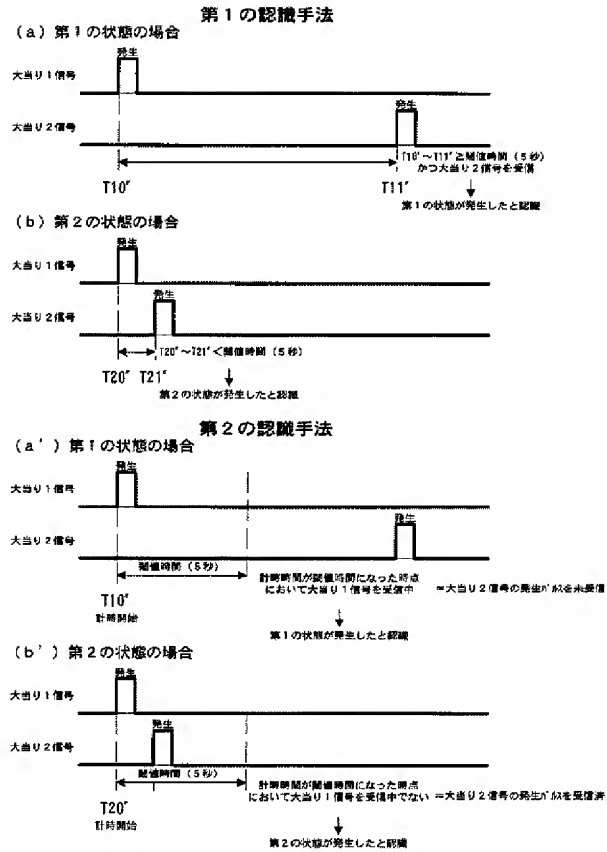 第1の認識手法
(a) 第1の状態の場合
発生
大当り1信号
発生
大当り2信号
T10"～T11"≧閾値時間 (5秒)
かつ大当り2信号を受信
T10" T11"
第1の状態が発生したと認識
(b) 第2の状態の場合
発生
大当り1信号
発生
大当り2信号
T20"～T21"<閾値時間 (5秒)
T20" T21"
第2の状態が発生したと認識
第2の認識手法
(a') 第1の状態の場合
発生
大当り1信号
発生
大当り2信号
閾値時間 (5秒)
計時時間が閾値時間になった時点
において大当り1信号を受信中 =大当り2信号の発生パルスを未受信
T10"
計時開始
第1の状態が発生したと認識
(b') 第2の状態の場合
発生
大当り1信号
発生
大当り2信号
閾値時間 (5秒)
計時時間が閾値時間になった時点
において大当り1信号を受信中でない =大当り2信号の発生パルスを受信済
T20"
計時開始
第2の状態が発生したと認識